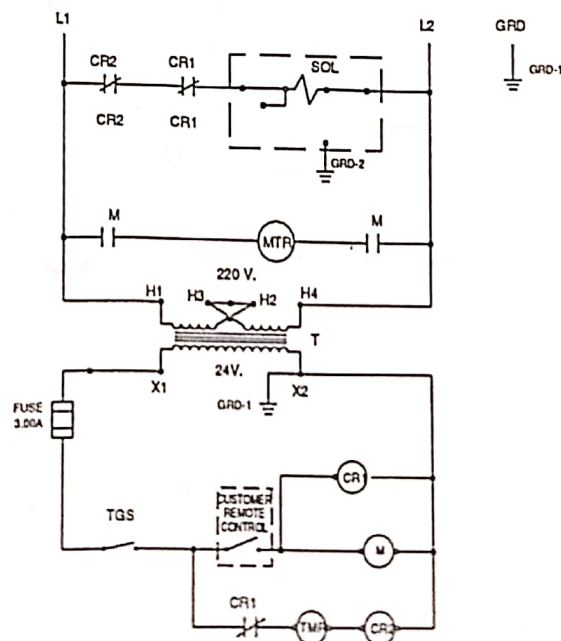 L1
L2
GRD
GRD-1
CR2
CR1
SOL
CR2
CR1
GRD-2
M
MTR
M
220 V.
H1
H3
H2
H4
T
X1
24V.
X2
GRD-1
FUSE
3.00A
TGS
CUSTOMER
REMOTE
CONTROL
CR1
M
CR1
TMR
CR2